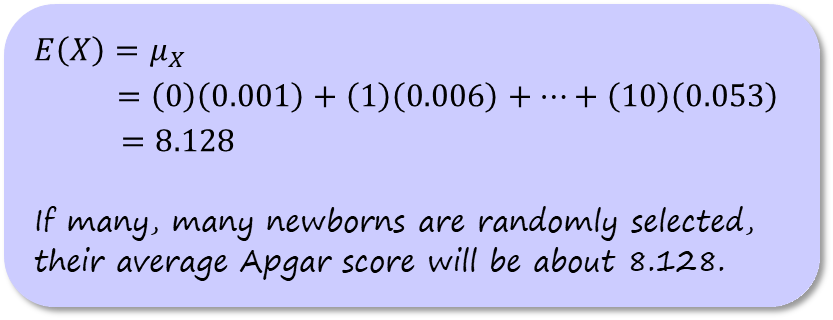 E(X) = μ_X
= (0)(0.001) + (1)(0.006) + ⋯ + (10)(0.053)
= 8.128
If many, many newborns are randomly selected,
their average Apgar score will be about 8.128.